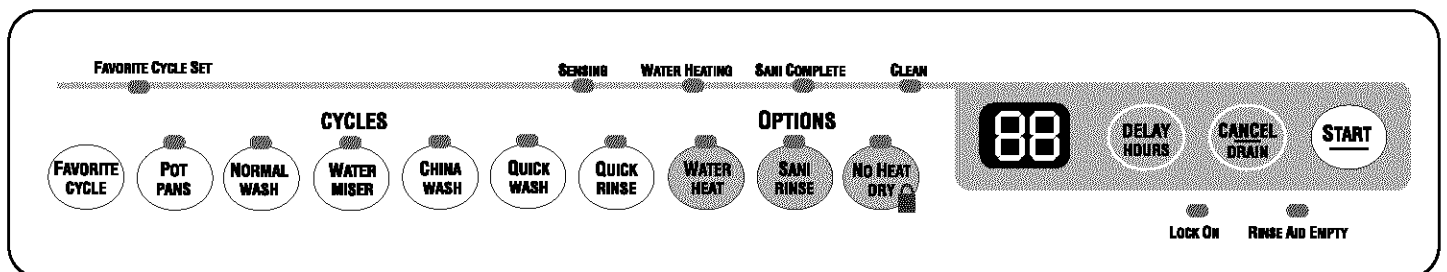 FAVORITE CYCLE SET
SENSING
WATER HEATING
SANI COMPLETE
CLEAN
CYCLES
OPTIONS
FAVORITE
CYCLE
POT
PANS
NORMAL
WASH
WATER
MISER
CHINA
WASH
QUICK
WASH
QUICK
RINSE
WATER
HEAT
SANI
RINSE
NO HEAT
DRY
88
DELAY
HOURS
CANCEL
DRAIN
START
LOCK ON
RINSE AID EMPTY